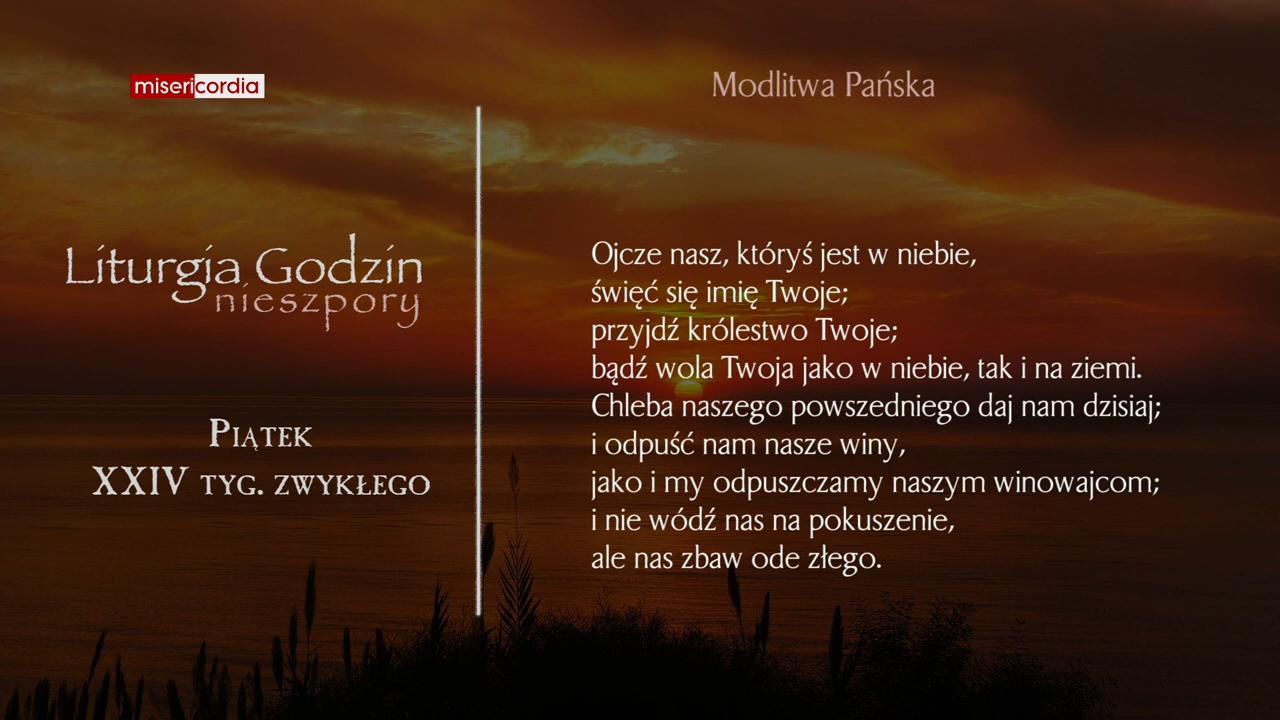 misericordia
Liturgia Godzin
nieszpory
Piątek
XXIV tyg. zwykłego
Modlitwa Pańska
Ojcze nasz, któryś jest w niebie,
święć się imię Twoje;
przyjdź królestwo Twoje;
bądź wola Twoja jako w niebie, tak i na ziemi.
Chleba naszego powszedniego daj nam dzisiaj;
i odpuść nam nasze winy,
jako i my odpuszczamy naszym winowajcom;
i nie wódź nas na pokuszenie,
ale nas zbaw ode złego.